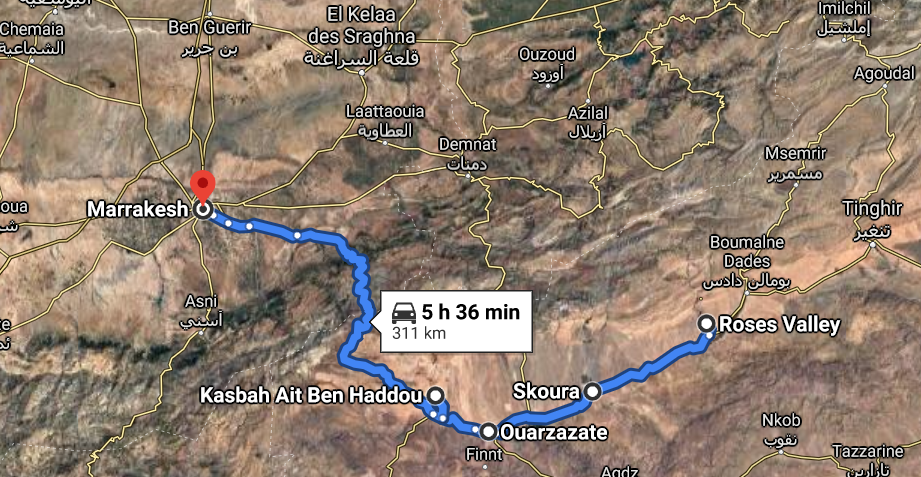 اليوسفية
Chemaia
الشماعية
Ben Guerir
بن جرير
El Kelaa
des Sraghna
قلعة السراغنة
Imilchil
إملشيل
Ouzoud
أوزود
Agoudal
Laattaouia
العطاوية
Azilal
أزيلال
Demnat
دمنات
Msemrir
مسمرير
Marrakesh
oua
Tinghir
تنغير
Boumalne
Dades
بومالن دادس
Asni
أسني
5 h 36 min
311 km
Roses Valley
Kasbah Ait Ben Haddou
Skoura
Ouarzazate
Finnt
Nkob
نقوب
Tazzarine
تازارين
Agdz